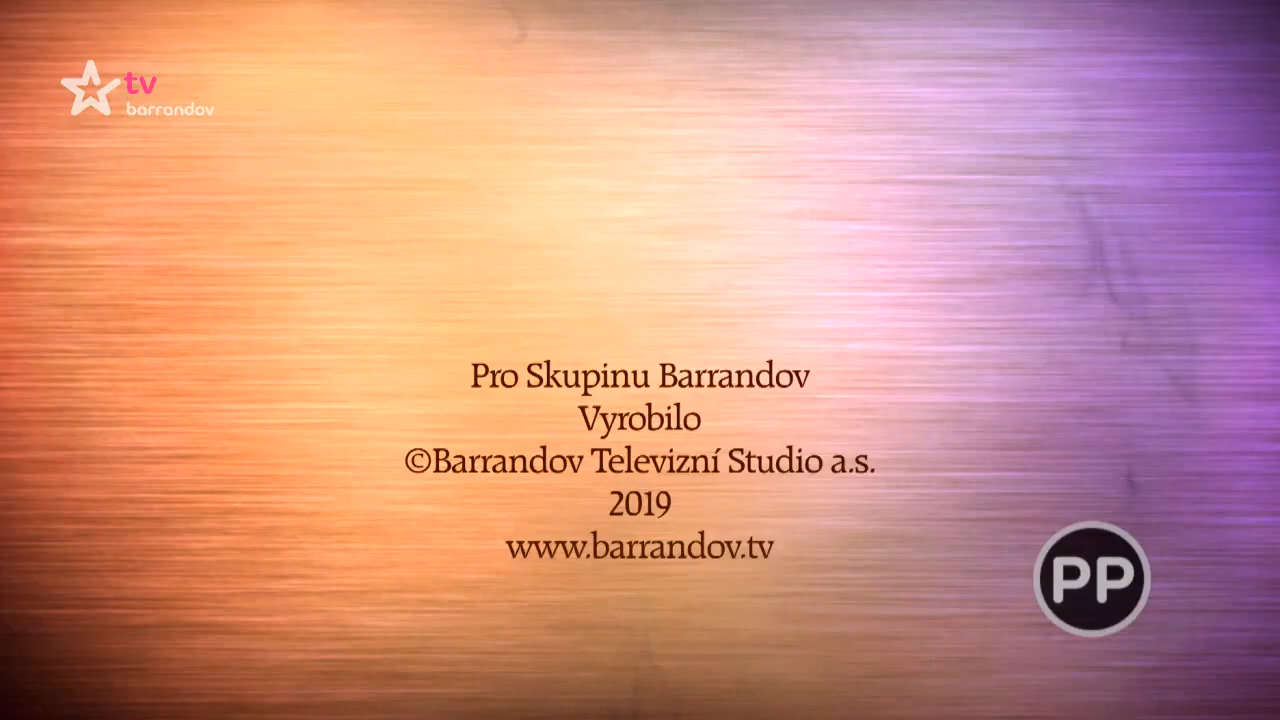 tv
barrandov
Pro Skupinu Barrandov
Vyrobilo
©Barrandov Televizní Studio a.s.
2019
www.barrandov.tv
PP